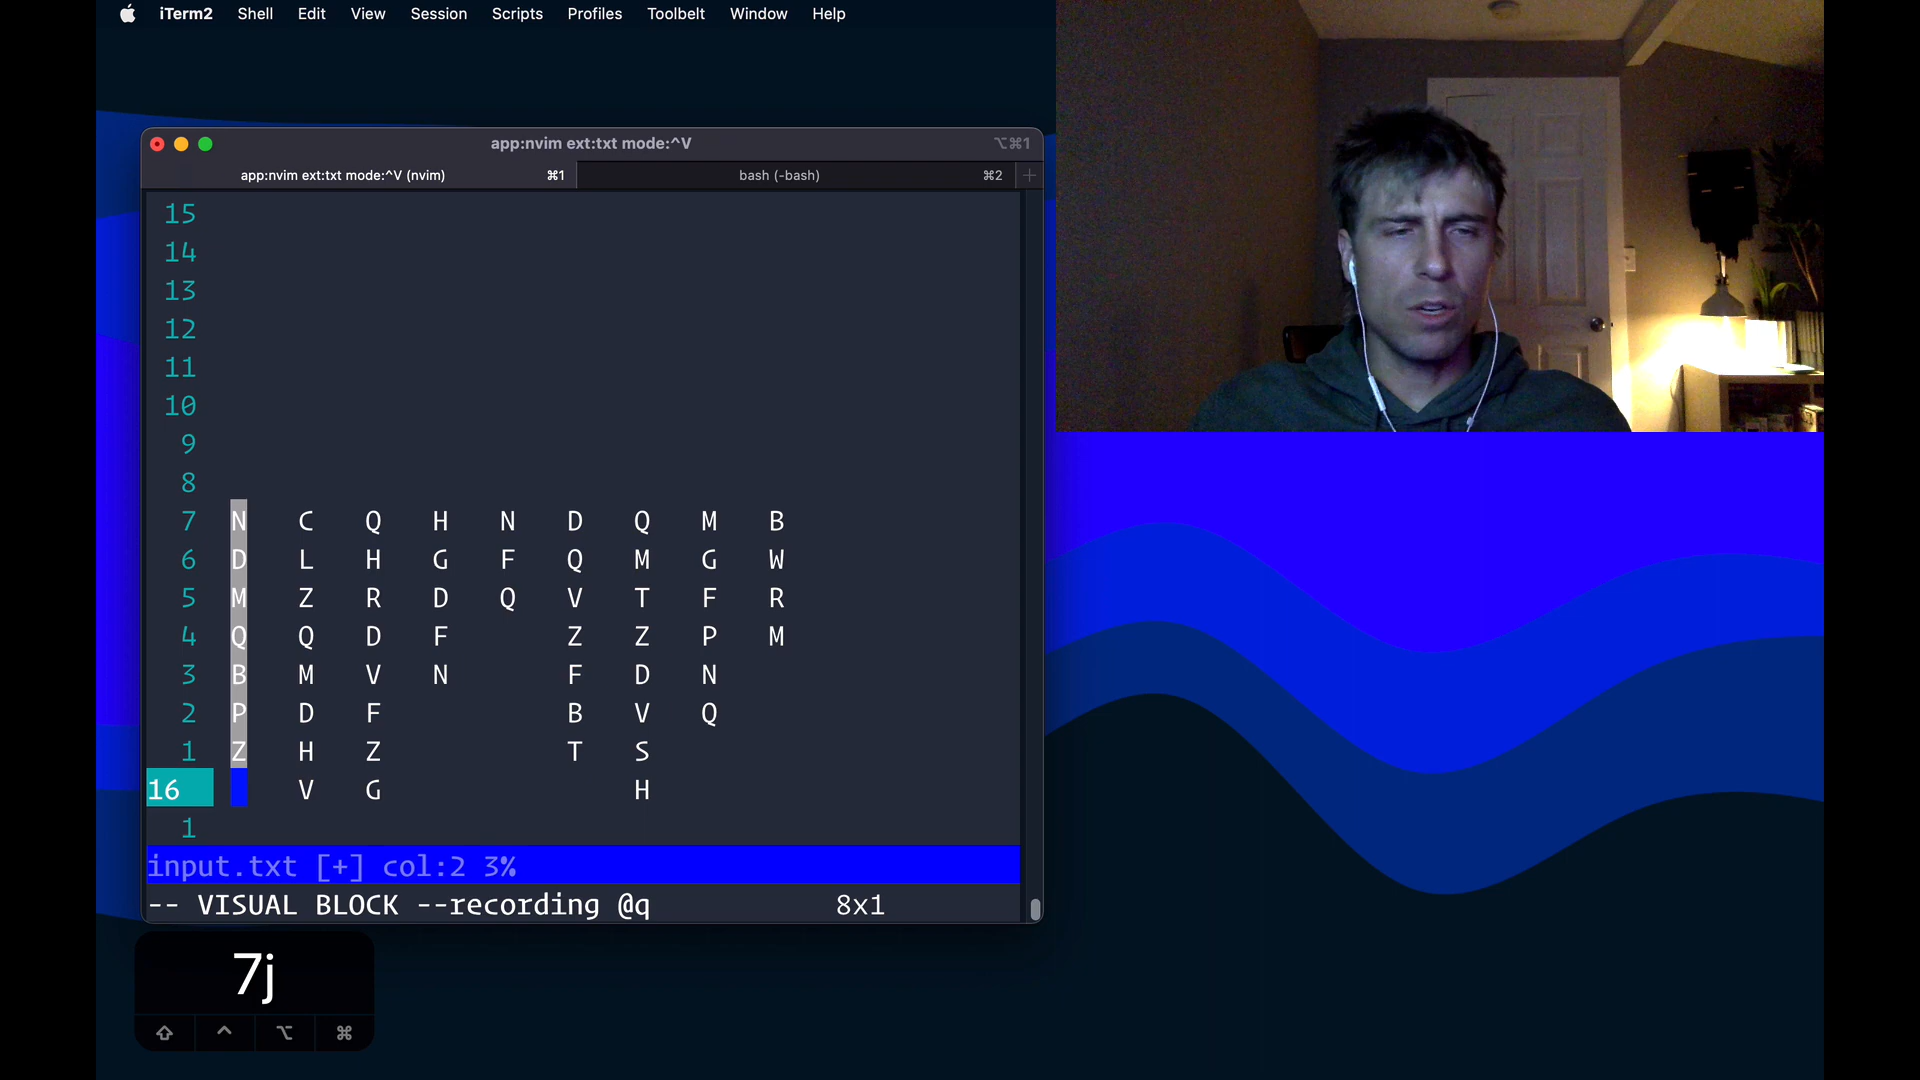 iTerm2 Shell Edit View Session Scripts Profiles Toolbelt Window Help
app:nvim ext:txt mode:^V ⌥⌘1
app:nvim ext:txt mode:^V (nvim) ⌘1 bash (-bash) ⌘2 +
15
14
13
12
11
10
9
8
7 N C Q H N D Q M B
6 D L H G F Q M G W
5 M Z R D Q V T F R
4 Q Q D F Z Z P M
3 B M V N F D N
2 P D F B V Q
1 Z H Z T S
16 V G H
1
input.txt [+] col:2 3%
-- VISUAL BLOCK --recording @q 8x1
7j
⇧ ^ ⌥ ⌘